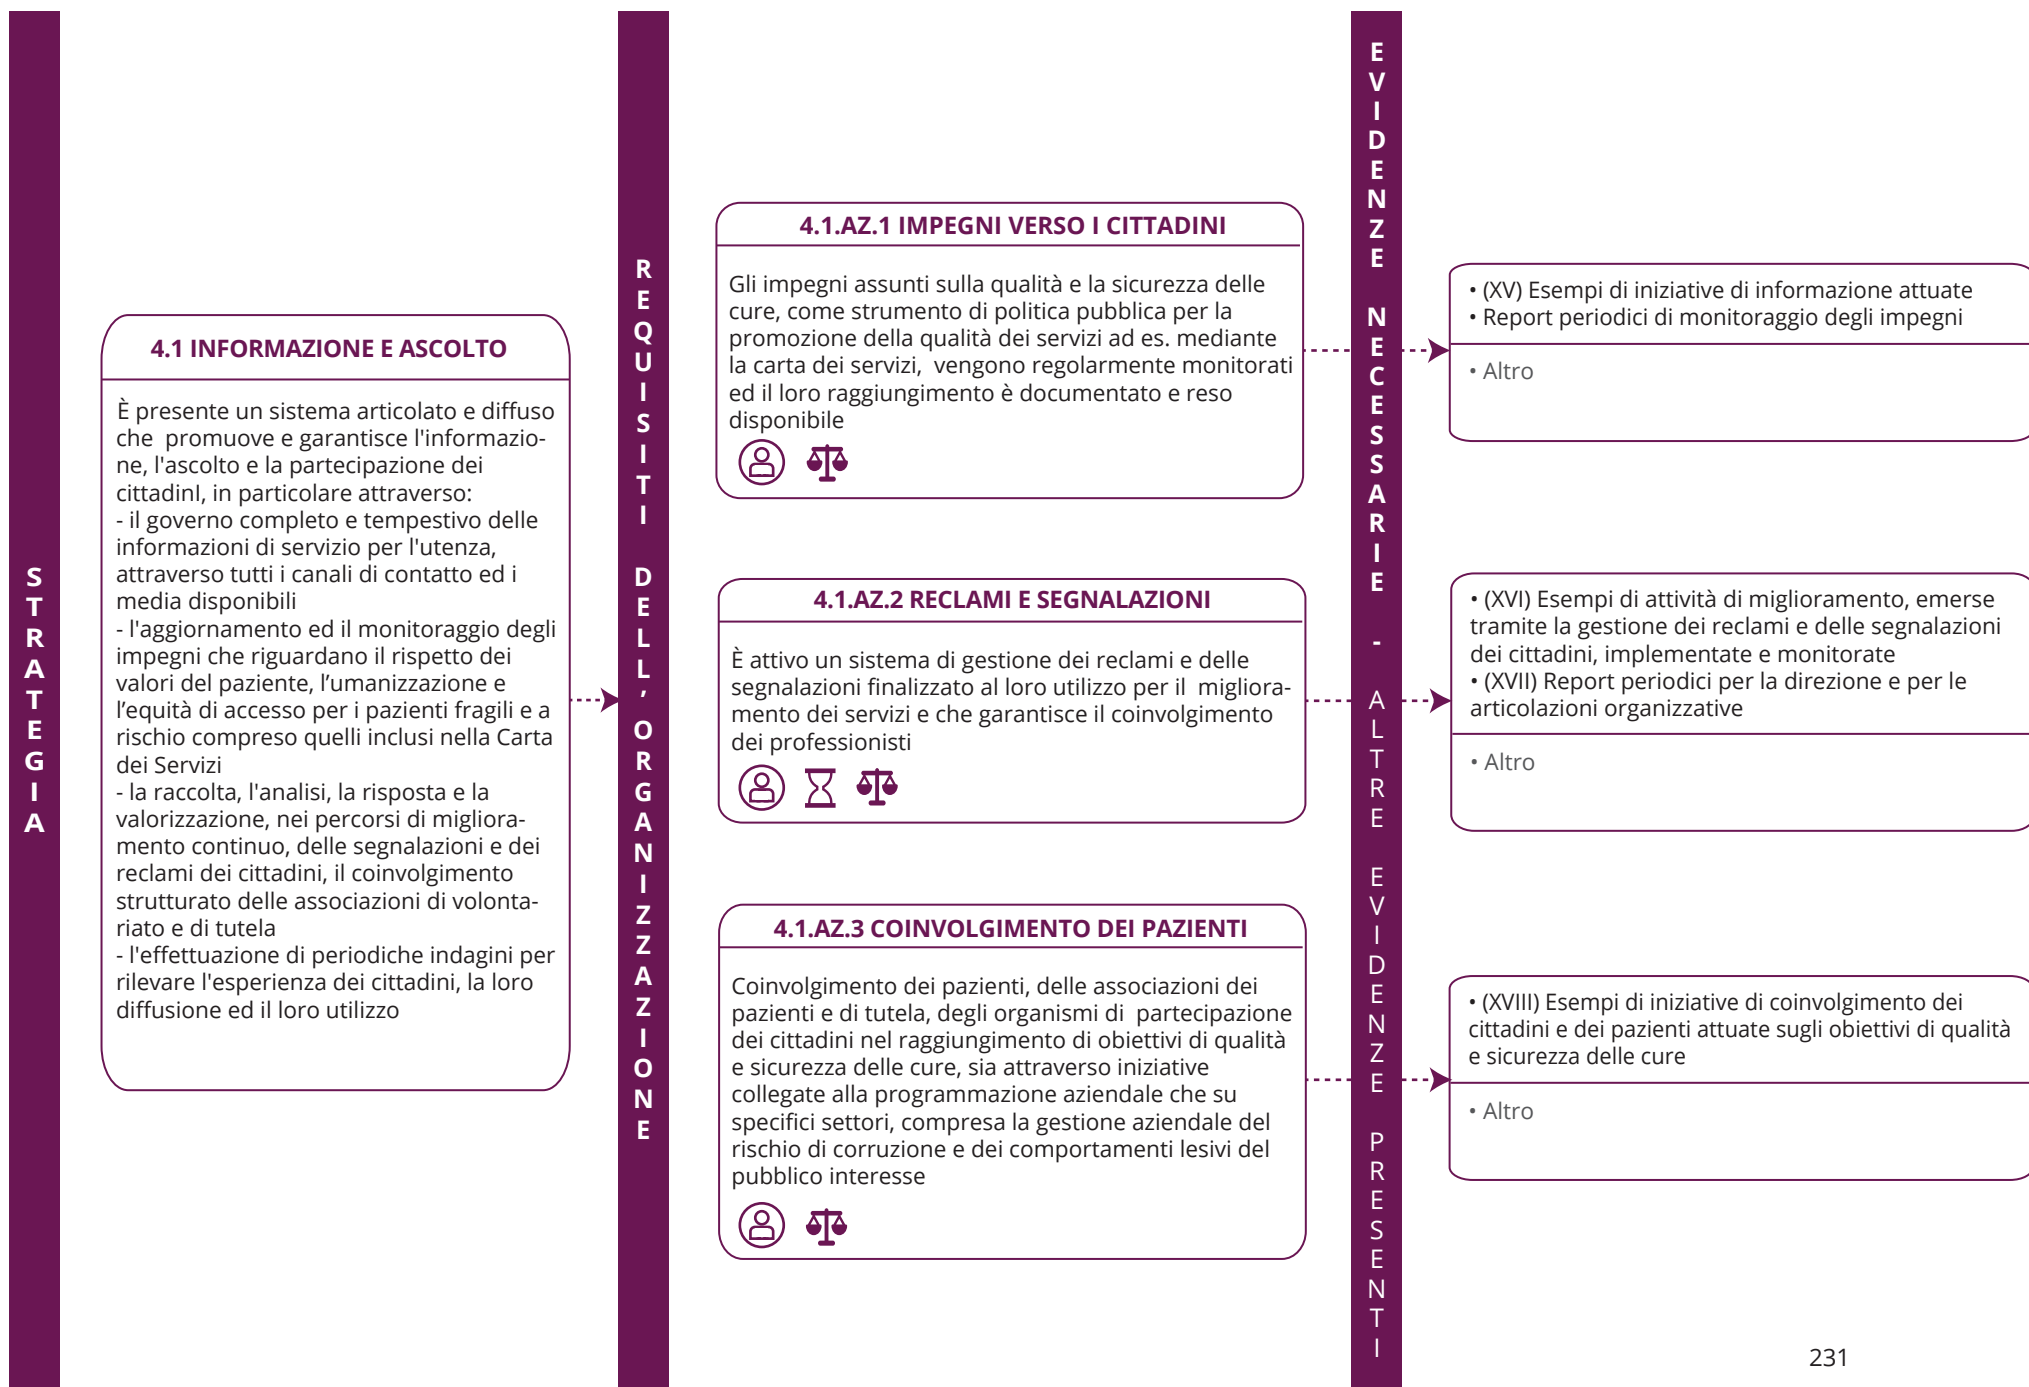 STRATEGIA
4.1 INFORMAZIONE E ASCOLTO
È presente un sistema articolato e diffuso
che  promuove e garantisce l'informazio-
ne, l'ascolto e la partecipazione dei
cittadinI, in particolare attraverso:
- il governo completo e tempestivo delle
informazioni di servizio per l'utenza,
attraverso tutti i canali di contatto ed i
media disponibili
- l'aggiornamento ed il monitoraggio degli
impegni che riguardano il rispetto dei
valori del paziente, l’umanizzazione e
l’equità di accesso per i pazienti fragili e a
rischio compreso quelli inclusi nella Carta
dei Servizi
- la raccolta, l'analisi, la risposta e la
valorizzazione, nei percorsi di migliora-
mento continuo, delle segnalazioni e dei
reclami dei cittadini, il coinvolgimento
strutturato delle associazioni di volonta-
riato e di tutela
- l'effettuazione di periodiche indagini per
rilevare l'esperienza dei cittadini, la loro
diffusione ed il loro utilizzo
REQUISITI DELL’ORGANIZZAZIONE
4.1.AZ.1 IMPEGNI VERSO I CITTADINI
Gli impegni assunti sulla qualità e la sicurezza delle
cure, come strumento di politica pubblica per la
promozione della qualità dei servizi ad es. mediante
la carta dei servizi,  vengono regolarmente monitorati
ed il loro raggiungimento è documentato e reso
disponibile
4.1.AZ.2 RECLAMI E SEGNALAZIONI
È attivo un sistema di gestione dei reclami e delle
segnalazioni finalizzato al loro utilizzo per il  migliora-
mento dei servizi e che garantisce il coinvolgimento
dei professionisti
4.1.AZ.3 COINVOLGIMENTO DEI PAZIENTI
Coinvolgimento dei pazienti, delle associazioni dei
pazienti e di tutela, degli organismi di  partecipazione
dei cittadini nel raggiungimento di obiettivi di qualità
e sicurezza delle cure, sia attraverso iniziative
collegate alla programmazione aziendale che su
specifici settori, compresa la gestione aziendale del
rischio di corruzione e dei comportamenti lesivi del
pubblico interesse
EVIDENZE NECESSARIE - ALTRE EVIDENZE PRESENTI
• (XV) Esempi di iniziative di informazione attuate
• Report periodici di monitoraggio degli impegni
• Altro
• (XVI) Esempi di attività di miglioramento, emerse
tramite la gestione dei reclami e delle segnalazioni
dei cittadini, implementate e monitorate
• (XVII) Report periodici per la direzione e per le
articolazioni organizzative
• Altro
• (XVIII) Esempi di iniziative di coinvolgimento dei
cittadini e dei pazienti attuate sugli obiettivi di qualità
e sicurezza delle cure
• Altro
231